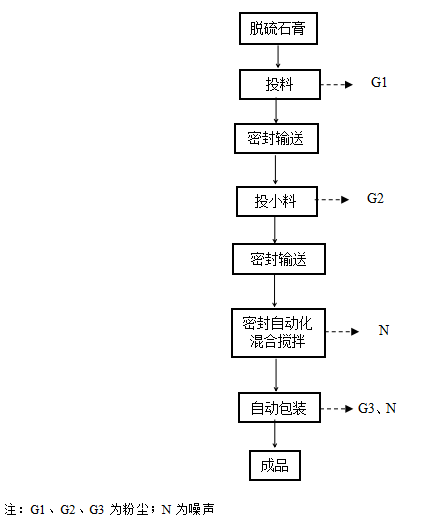 脱硫石膏
投料
G1
密封输送
投小料
G2
密封输送
密封自动化
混合搅拌
N
自动包装
G3、N
成品
注：G1、G2、G3 为粉尘；N 为噪声